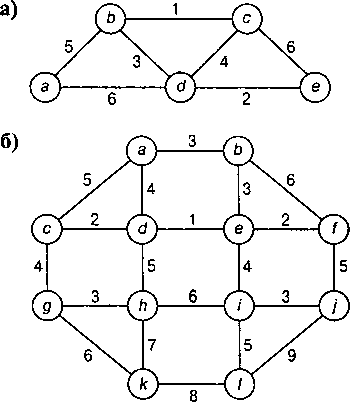 а)
1
b c
5 3 4 6
a d e
6 2
б)
a 3 b
5 4 3 6
c 2 d 1 e 2 f
4 5 4 5
g 3 h 6 i 3 j
6 7 5 9
k 8 l